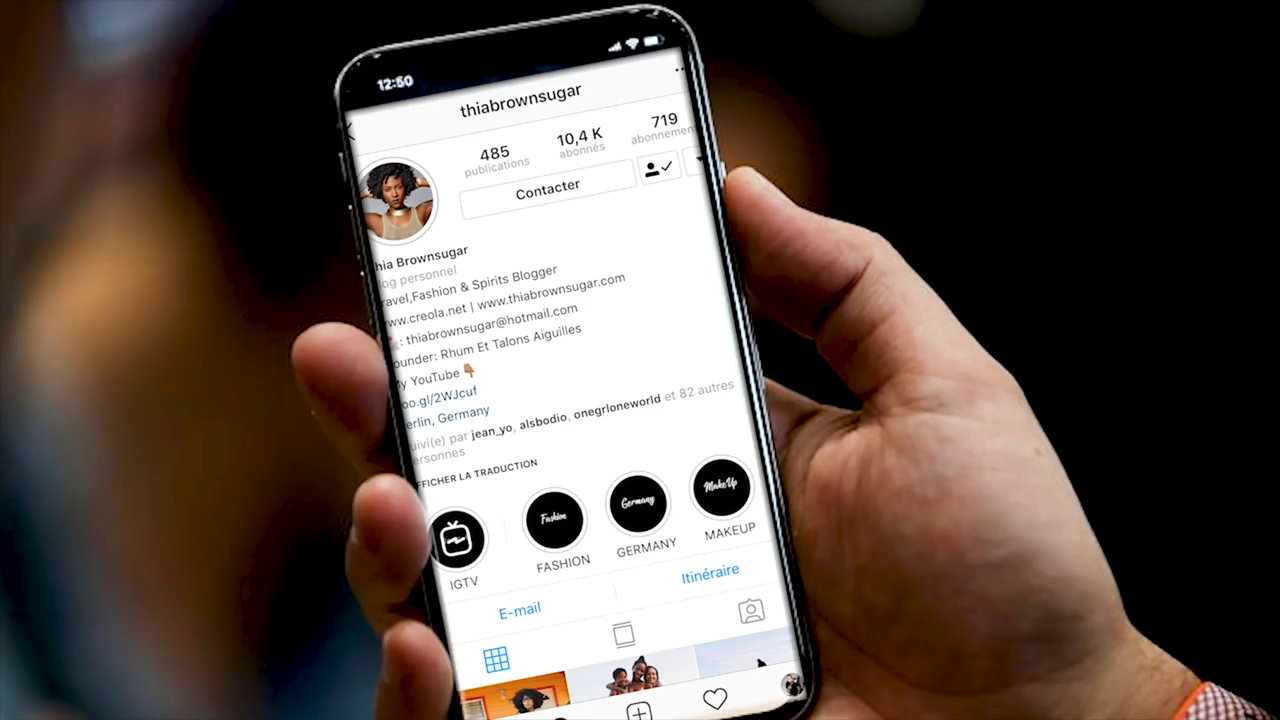 12:50
thiabrownsugar
485 10,4 K 719
publications abonnés abonnemen
Contacter
hia Brownsugar
og personnel
ravel,Fashion & Spirits Blogger
ww.creola.net | www.thiabrownsugar.com
: thiabrownsugar@hotmail.com
ounder: Rhum Et Talons Aiguilles
y YouTube 👇🏽
oo.gl/2WJcuf
erlin, Germany
uivi(e) par jean_yo, alsbodio, onegrloneworld et 82 autres
ersonnes
FFICHER LA TRADUCTION
Fashion Germany MakeUp
IGTV FASHION GERMANY MAKEUP
E-mail Itinéraire